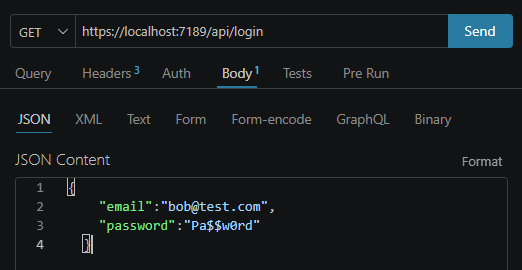 GET https://localhost:7189/api/login Send
Query Headers 3 Auth Body 1 Tests Pre Run
JSON XML Text Form Form-encode GraphQL Binary
JSON Content Format
1 {
2 "email":"bob@test.com",
3 "password":"Pa$$w0rd"
4 }